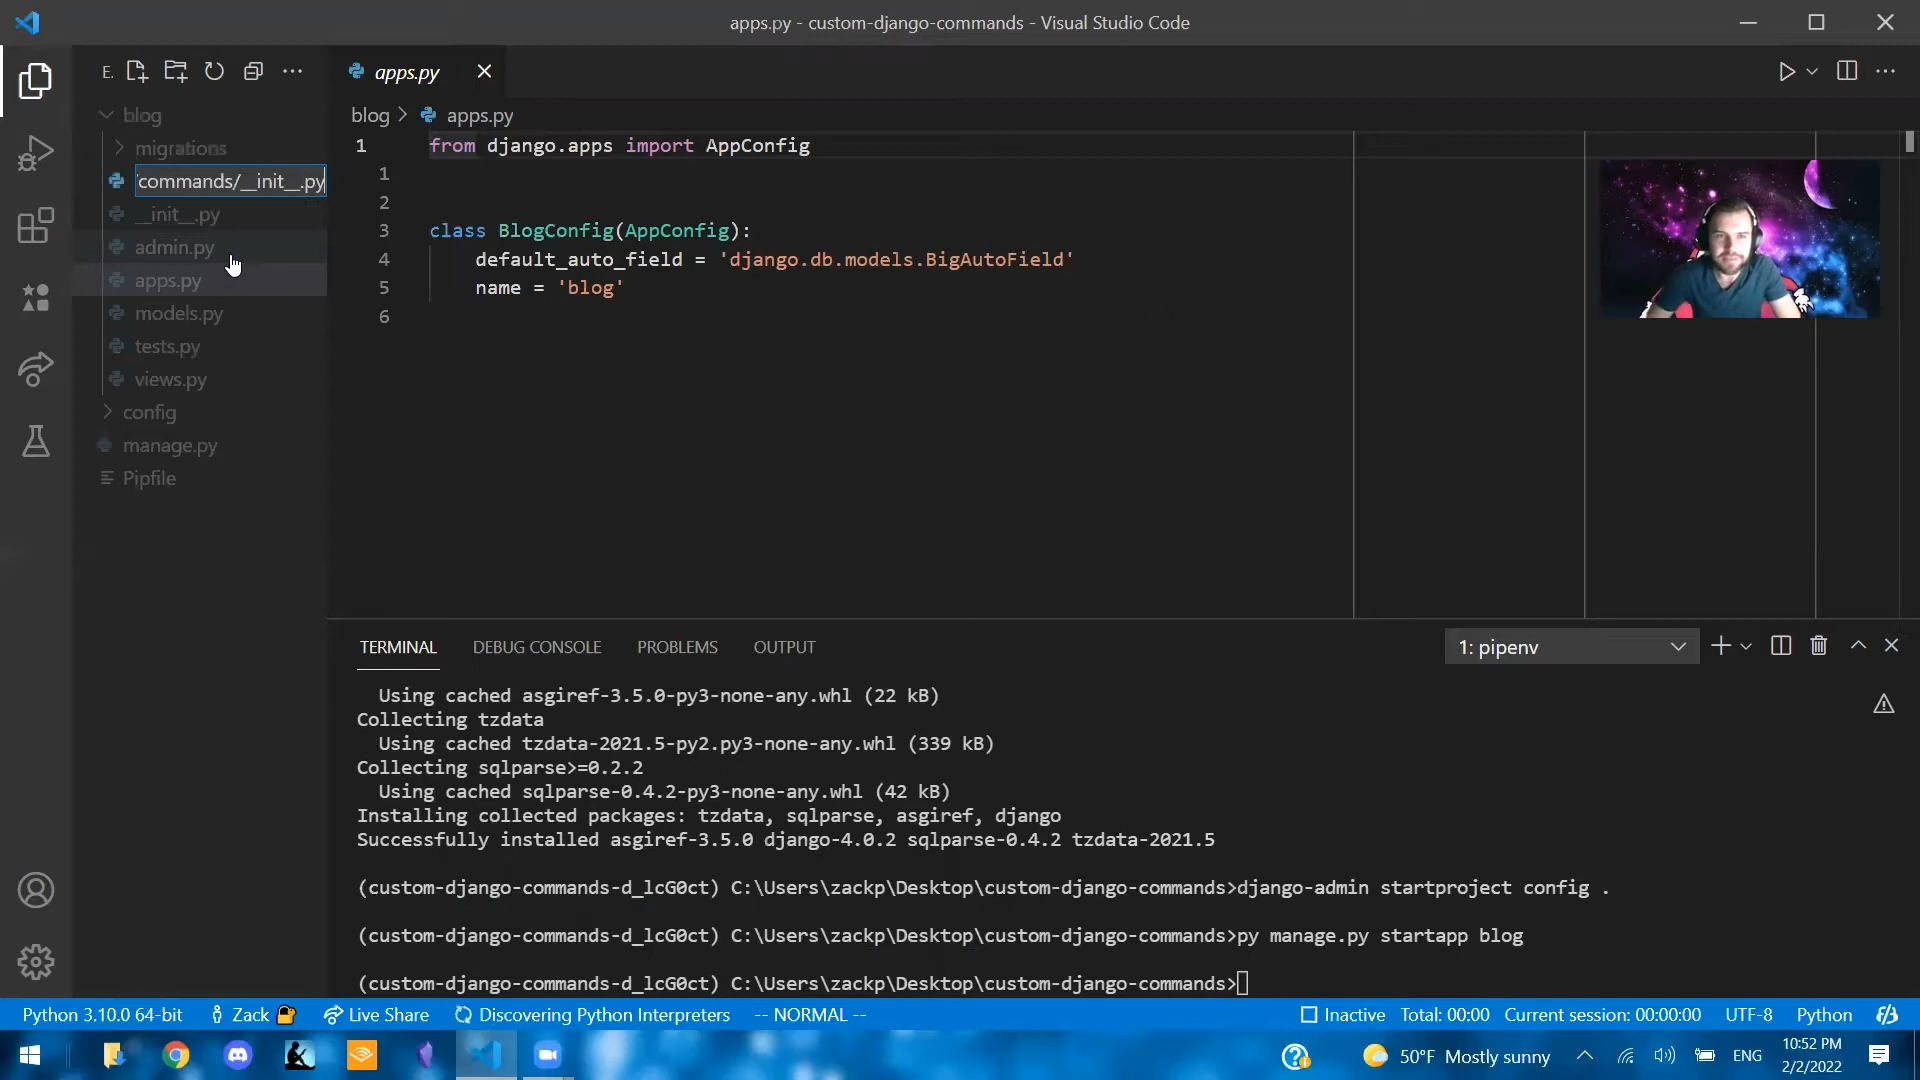 apps.py - custom-django-commands - Visual Studio Code
E.
apps.py
blog
blog > apps.py
migrations
commands/__init__.py
__init__.py
admin.py
apps.py
models.py
tests.py
views.py
config
manage.py
Pipfile
1 from django.apps import AppConfig
1
2
3 class BlogConfig(AppConfig):
4 default_auto_field = 'django.db.models.BigAutoField'
5 name = 'blog'
6
TERMINAL DEBUG CONSOLE PROBLEMS OUTPUT 1: pipenv
Using cached asgiref-3.5.0-py3-none-any.whl (22 kB)
Collecting tzdata
Using cached tzdata-2021.5-py2.py3-none-any.whl (339 kB)
Collecting sqlparse>=0.2.2
Using cached sqlparse-0.4.2-py3-none-any.whl (42 kB)
Installing collected packages: tzdata, sqlparse, asgiref, django
Successfully installed asgiref-3.5.0 django-4.0.2 sqlparse-0.4.2 tzdata-2021.5
(custom-django-commands-d_lcG0ct) C:\Users\zackp\Desktop\custom-django-commands>django-admin startproject config .
(custom-django-commands-d_lcG0ct) C:\Users\zackp\Desktop\custom-django-commands>py manage.py startapp blog
(custom-django-commands-d_lcG0ct) C:\Users\zackp\Desktop\custom-django-commands>
Python 3.10.0 64-bit Zack Live Share Discovering Python Interpreters -- NORMAL -- Inactive Total: 00:00 Current session: 00:00:00 UTF-8 Python
50°F Mostly sunny ENG 10:52 PM
2/2/2022